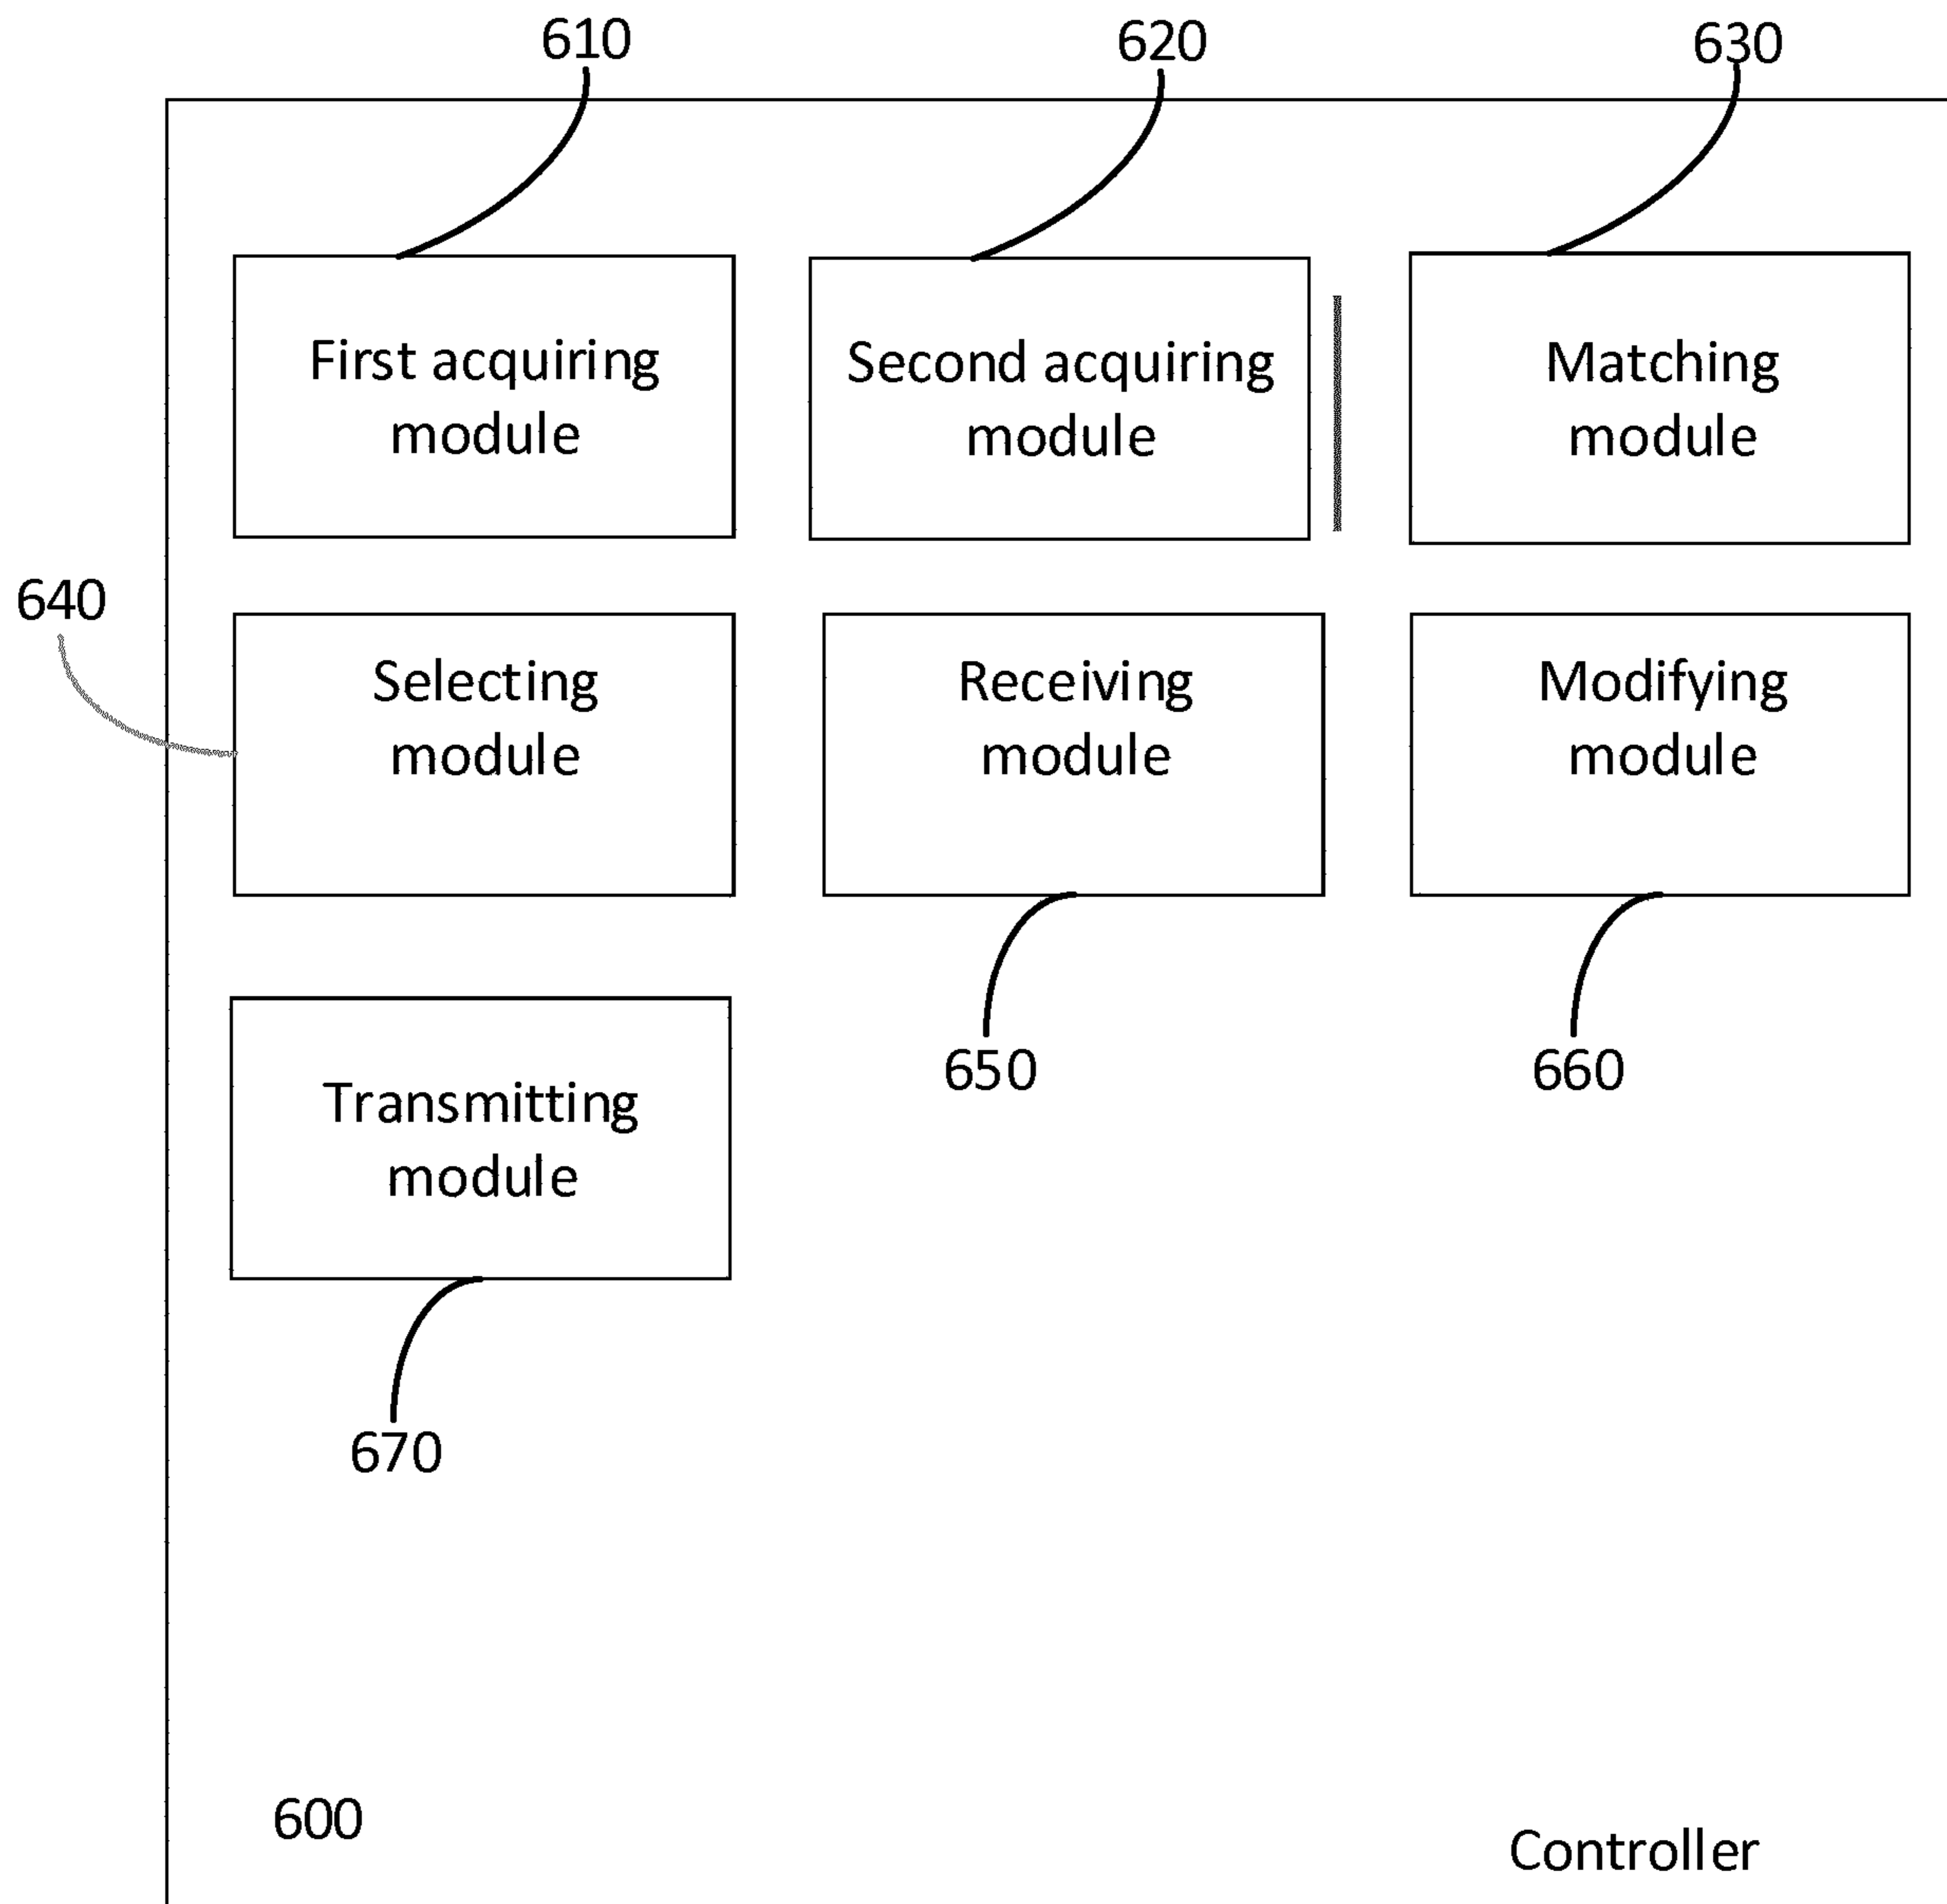 610
620
630
First acquiring
module
Second acquiring
module
Matching
module
640
Selecting
module
Receiving
module
Modifying
module
650
660
Transmitting
module
670
600
Controller